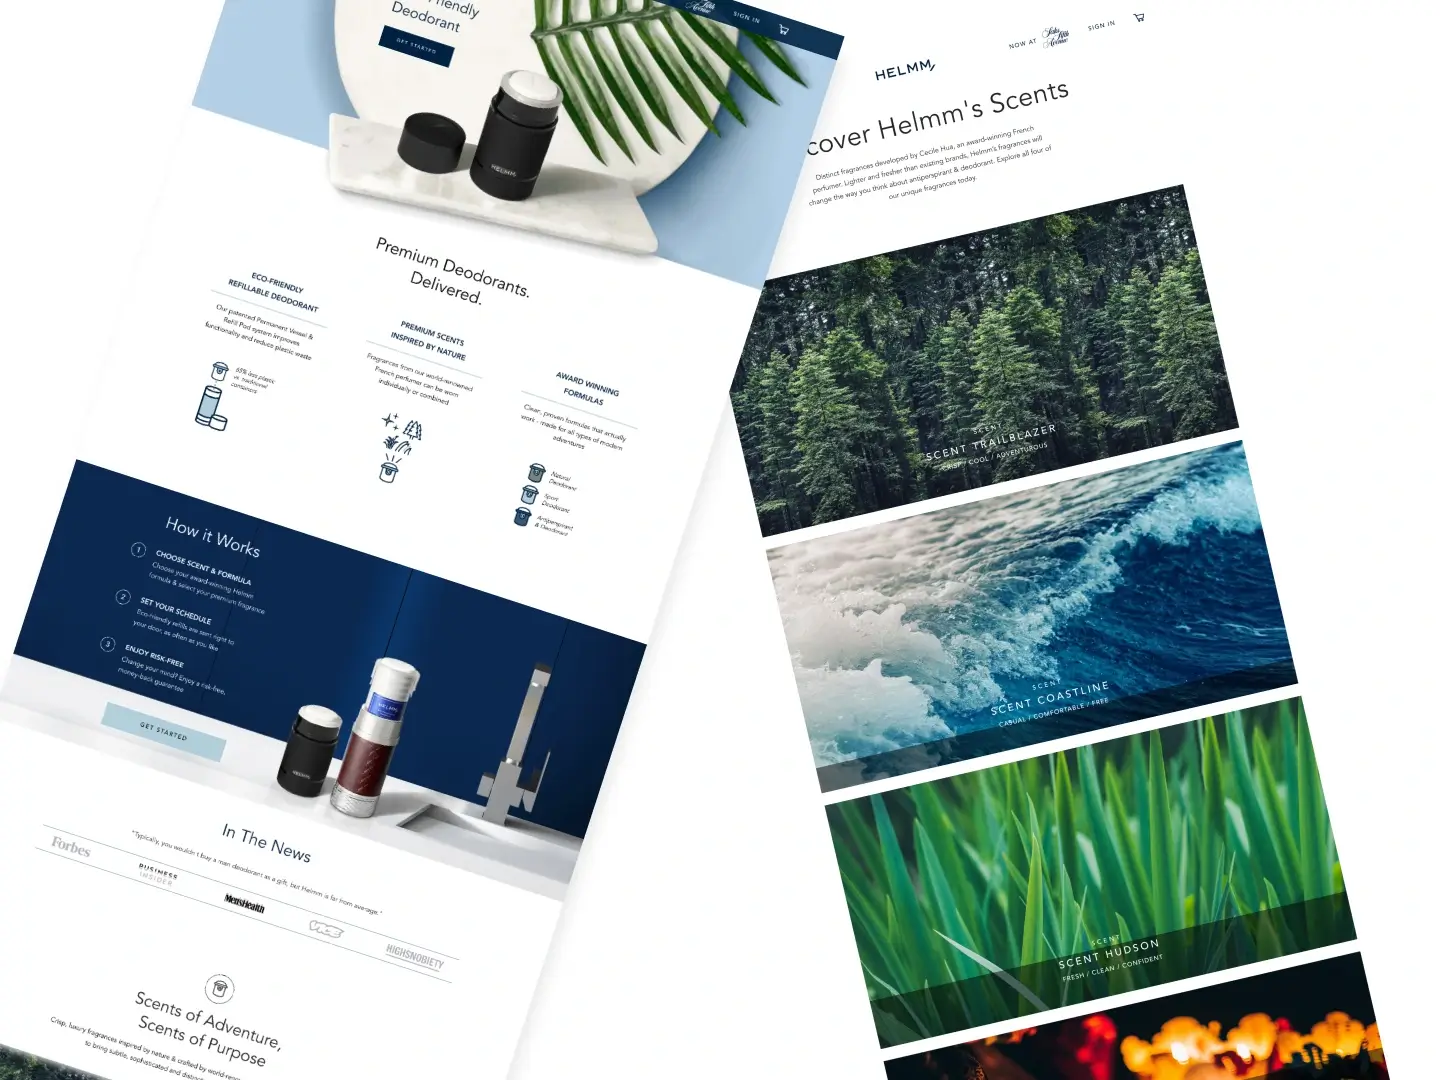 Deodorant
GET STARTED
Saks
Fifth
Avenue
SIGN IN
HELMM
Premium Deodorants.
Delivered.
ECO-FRIENDLY
REFILLABLE DEODORANT
Our patented Permanent Vessel &
Refill Pod system improves
functionality and reduce plastic waste
65% less plastic
vs. traditional
containers
PREMIUM SCENTS
INSPIRED BY NATURE
Fragrances from our world-renowned
French perfumer can be worn
individually or combined
AWARD WINNING
FORMULAS
Clean, proven formulas that actually
work - made for all types of modern
adventures
Natural
Deodorant
Sport
Deodorant
Antiperspirant
& Deodorant
How it Works
1
CHOOSE SCENT & FORMULA
Choose your award-winning Helmm
formula & select your premium fragrance
2
SET YOUR SCHEDULE
Eco-friendly refills are sent right to
your door, as often as you like
3
ENJOY RISK-FREE
Change your mind? Enjoy a risk-free,
money-back guarantee
GET STARTED
HELMM
HELMM
In The News
"Typically, you wouldn't buy a man deodorant as a gift, but Helmm is far from average."
Forbes
BUSINESS
INSIDER
Men'sHealth
VICE
HIGHSNOBIETY
Scents of Adventure,
Scents of Purpose
Crisp, luxury fragrances inspired by nature & crafted by
to bring subtle, sophisticated and
NOW AT
Saks
Fifth
Avenue
SIGN IN
HELMM
cover Helmm's Scents
Distinct fragrances developed by Cecile Hua, an award-winning French
perfumer. Lighter and fresher than existing brands, Helmm's fragrances will
change the way you think about antiperspirant & deodorant. Explore all four of
our unique fragrances today.
SCENT
SCENT TRAILBLAZER
CRISP / COOL / ADVENTUROUS
SCENT
SCENT COASTLINE
CASUAL / COMFORTABLE / FREE
SCENT
SCENT HUDSON
FRESH / CLEAN / CONFIDENT